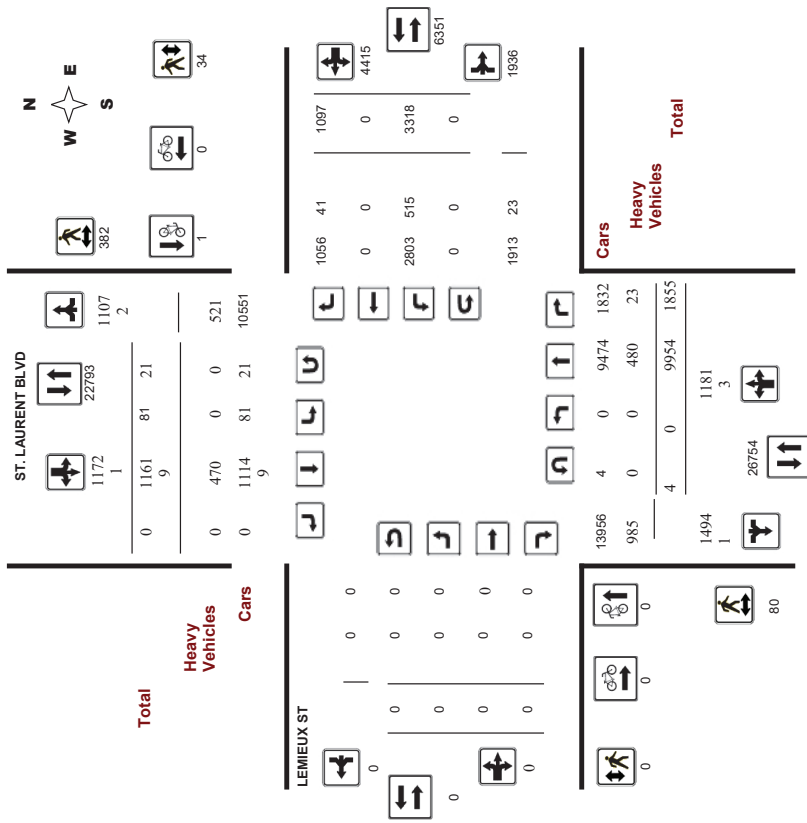 N
W E
S
34
0
382
1
ST. LAURENT BLVD
22793
1172
1
1107
2
0 1161
9 81 21
470 0 0 521
0
0 1114
9 81 21 10551
Total
Heavy
Vehicles
Cars
4415
6351
1936
1056 41 1097
0 0 0
2803 515 3318
0 0 0
1913 23
LEMIEUX ST
0 0 0
0 0 0
0 0 0
0 0 0
0 0 0
0
0
0
Cars
Heavy
Vehicles
Total
13956 4 0 9474 1832
985 0 0 480 23
4 0 9954 1855
1494
1
1181
3
26754
0
0
0
80